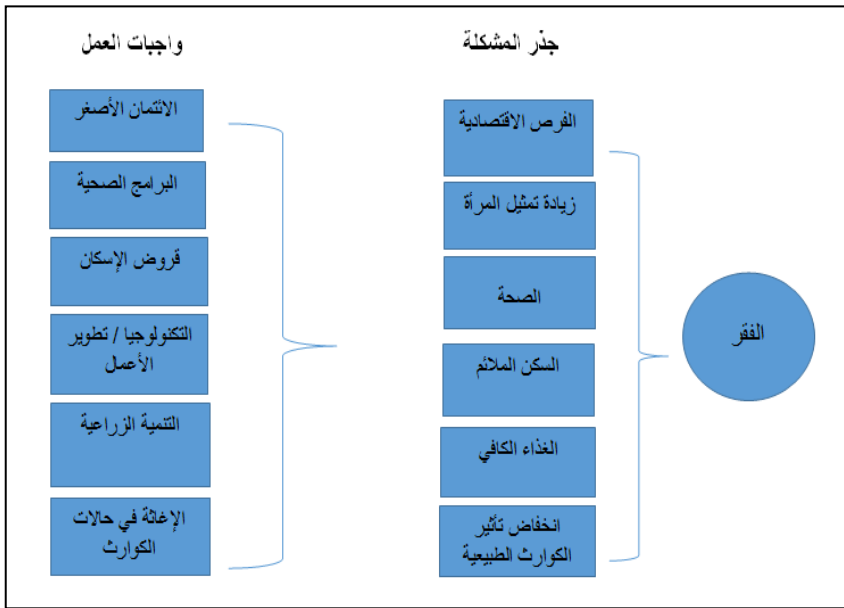 جذر المشكلة
واجبات العمل
الفقر
الفرص الاقتصادية
زيادة تمثيل المرأة
الصحة
السكن الملائم
الغذاء الكافي
انخفاض تأثير
الكوارث الطبيعية
الائتمان الأصغر
البرامج الصحية
قروض الإسكان
التكنولوجيا / تطوير
الأعمال
التنمية الزراعية
الإغاثة في حالات
الكوارث